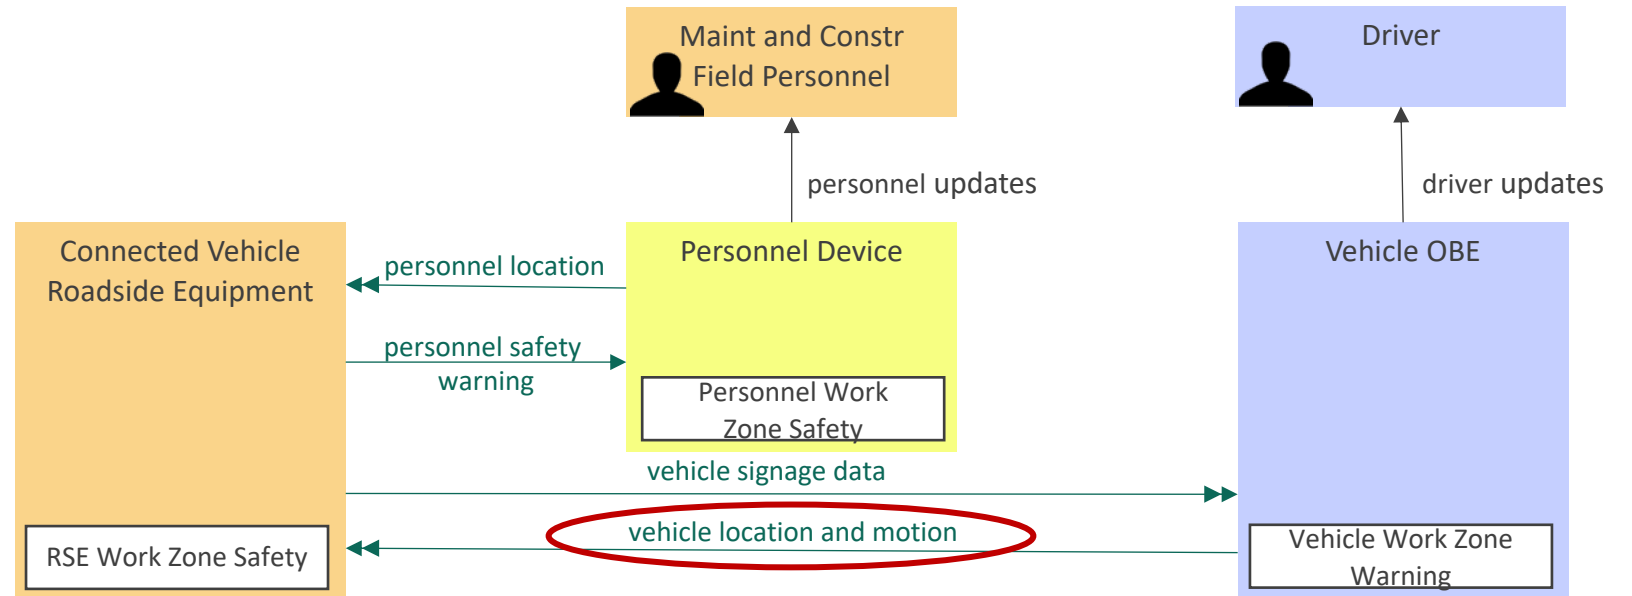 Maint and Constr
Field Personnel
Driver
personnel updates
driver updates
Connected Vehicle
Roadside Equipment
personnel location
Personnel Device
Vehicle OBE
personnel safety
warning
Personnel Work
Zone Safety
vehicle signage data
vehicle location and motion
RSE Work Zone Safety
Vehicle Work Zone
Warning